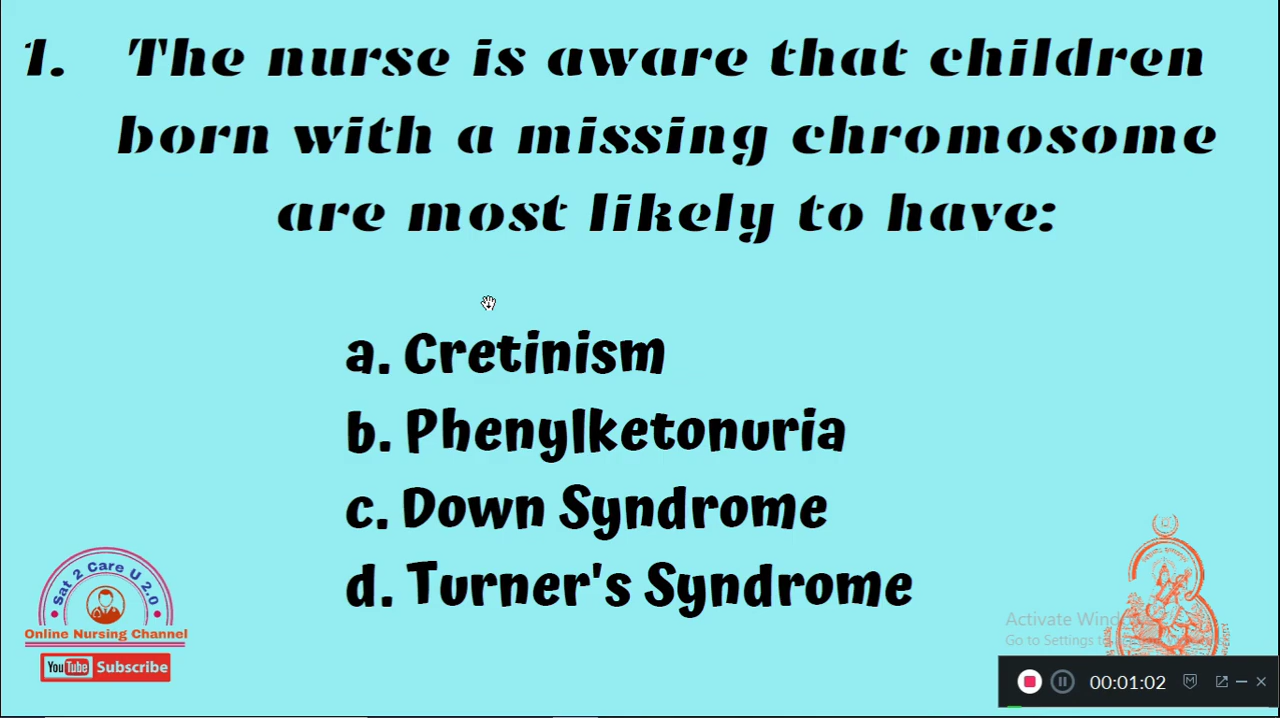 1. The nurse is aware that children
born with a missing chromosome
are most likely to have:
a. Cretinism
b. Phenylketonuria
c. Down Syndrome
d. Turner's Syndrome
Sat 2 Care U 2.0
Online Nursing Channel
YouTube Subscribe
Activate Wind
Go to Settings t
00:01:02